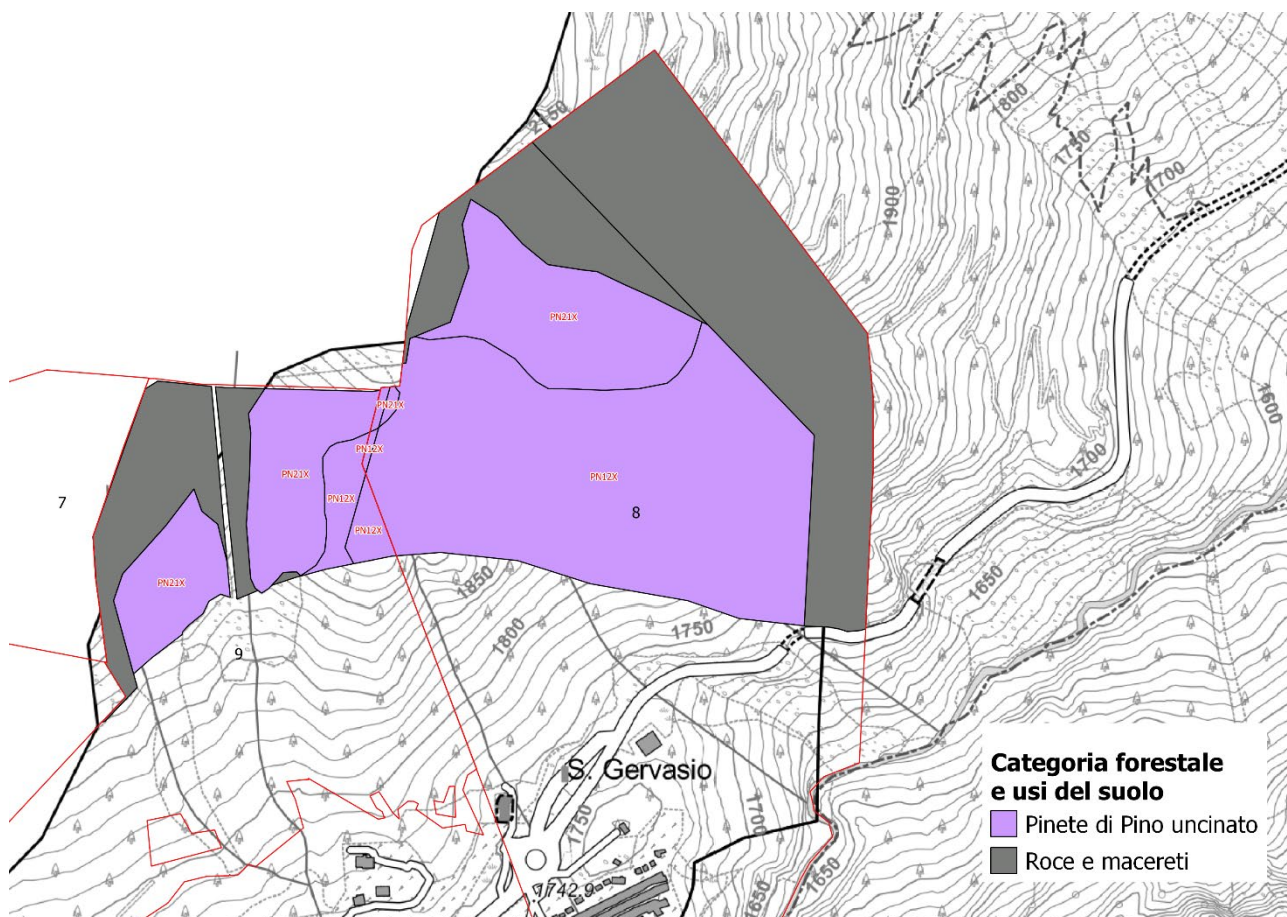 2150
1800
1750
1700
1900
PN21X
1600
PN21X
7
PN12X
1700
PN21X
PN12X
PN12X
8
PN12X
PN21X
1850
1650
1800
1750
9
S. Gervasio
1750
1700
1742.9
1650
1650
Categoria forestale
e usi del suolo
Pinete di Pino uncinato
Roce e macereti